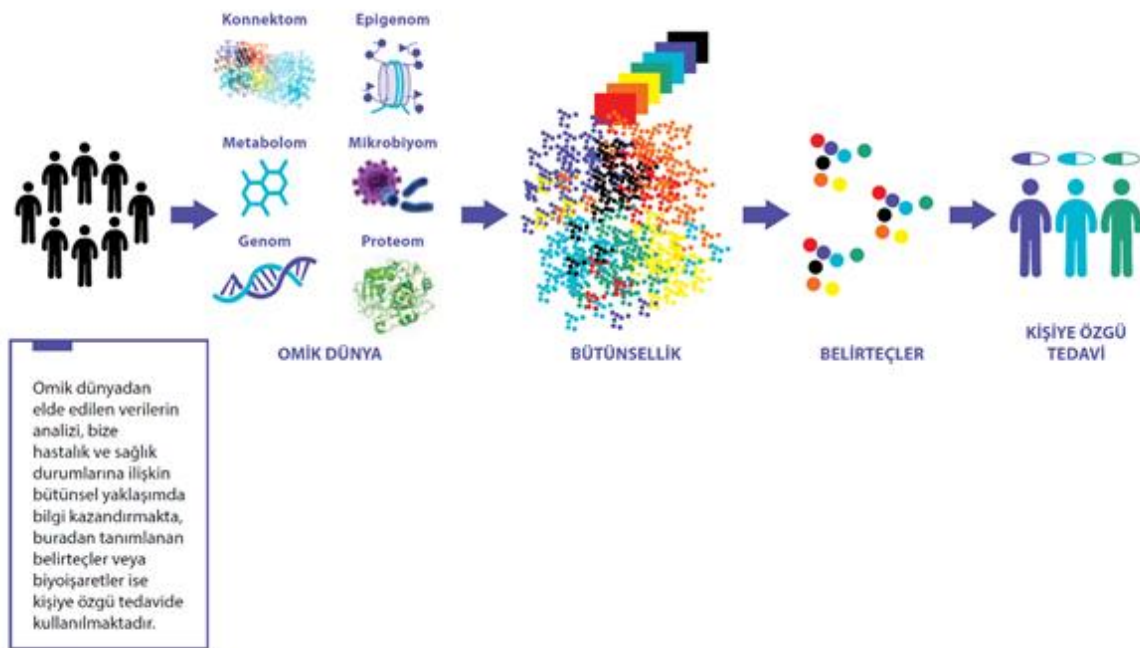 Konnektom
Epigenom
Metabolom
Mikrobiyom
Genom
Proteom
OMİK DÜNYA
BÜTÜNSELLİK
BELİRTEÇLER
KİŞİYE ÖZGÜ
TEDAVİ
Omik dünyadan
elde edilen verilerin
analizi, bize
hastalık ve sağlık
durumlarına ilişkin
bütünsel yaklaşımda
bilgi kazandırmakta,
buradan tanımlanan
belirteçler veya
biyoişaretler ise
kişiye özgü tedavide
kullanılmaktadır.